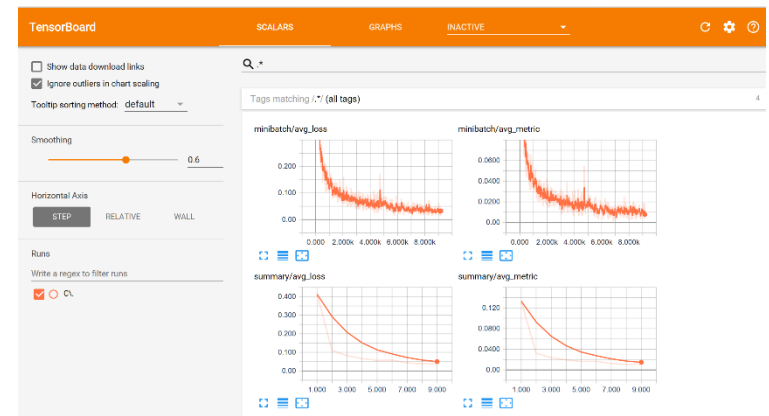 TensorBoard SCALARS GRAPHS INACTIVE
Show data download links
Ignore outliers in chart scaling
Tooltip sorting method: default
Smoothing
0.6
Horizontal Axis
STEP RELATIVE WALL
Runs
Write a regex to filter runs
C\.
.*
Tags matching /.*/ (all tags) 4
minibatch/avg_loss
0.200
0.100
0.00
0.000 2.000k 4.000k 6.000k 8.000k
minibatch/avg_metric
0.0600
0.0400
0.0200
0.00
0.000 2.000k 4.000k 6.000k 8.000k
summary/avg_loss
0.400
0.300
0.200
0.100
0.00
1.000 3.000 5.000 7.000 9.000
summary/avg_metric
0.120
0.0800
0.0400
0.00
1.000 3.000 5.000 7.000 9.000